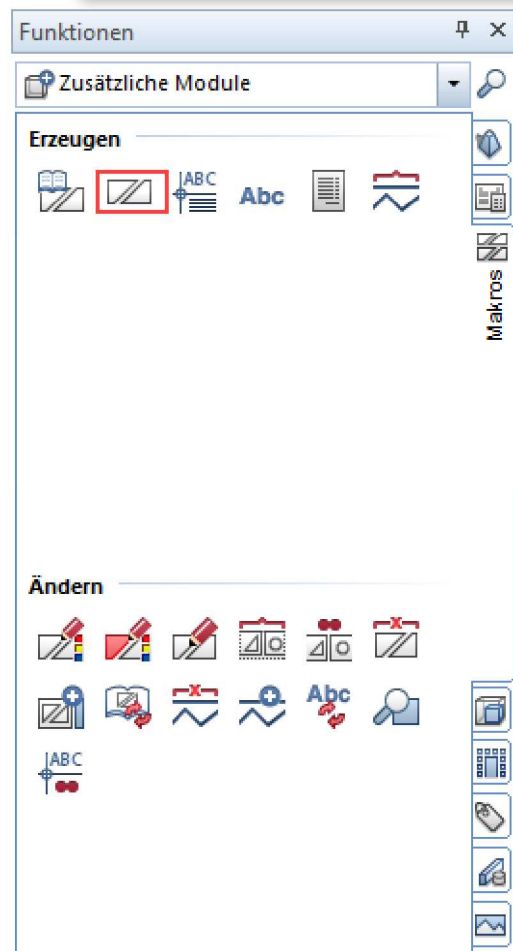 Funktionen
Zusätzliche Module
Erzeugen
ABC
Abc
Makros
Ändern
Abc
ABC